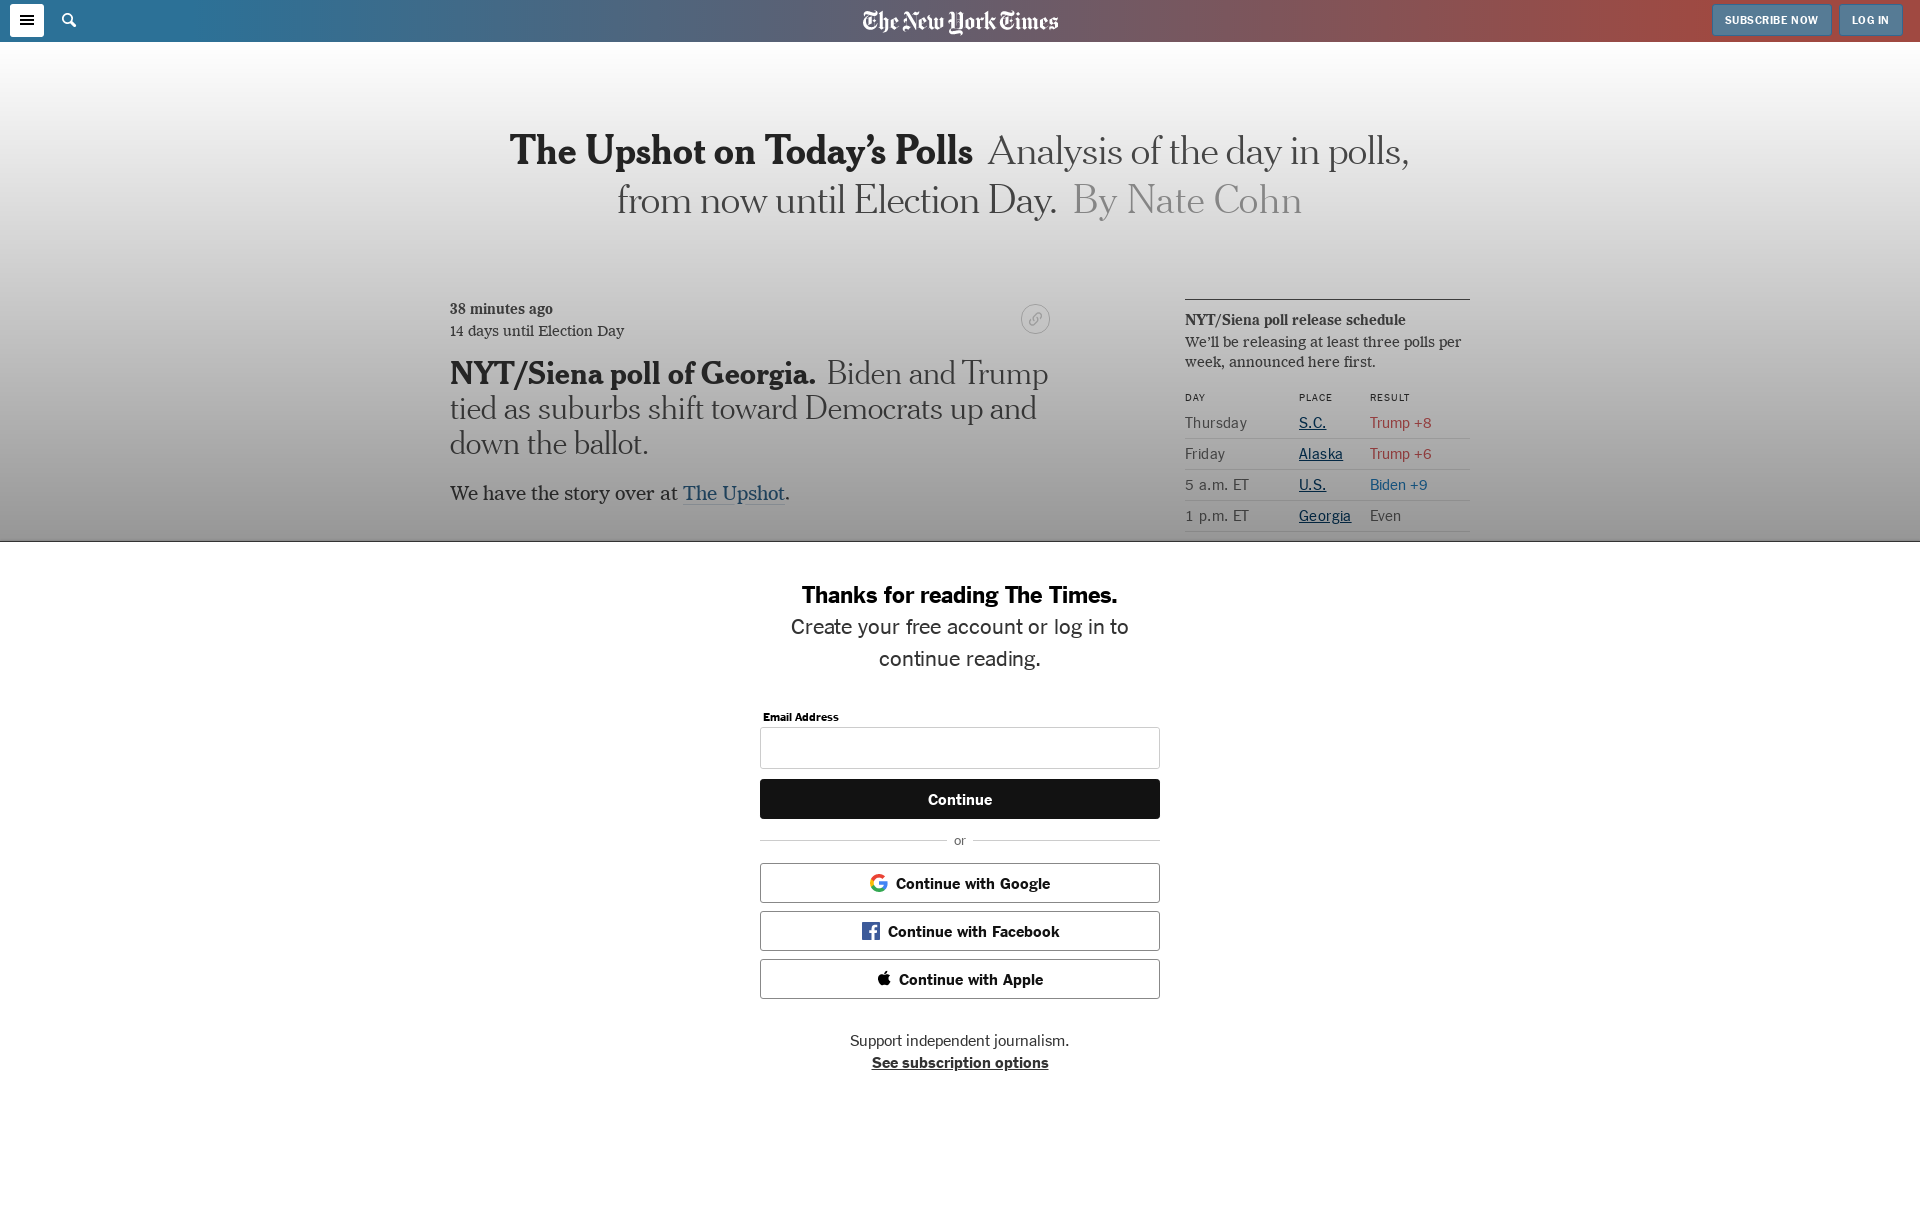 The New York Times
SUBSCRIBE NOW
LOG IN
The Upshot on Today’s Polls Analysis of the day in polls,
from now until Election Day. By Nate Cohn
38 minutes ago
14 days until Election Day
NYT/Siena poll of Georgia. Biden and Trump
tied as suburbs shift toward Democrats up and
down the ballot.
We have the story over at The Upshot.
NYT/Siena poll release schedule
We’ll be releasing at least three polls per
week, announced here first.
DAY PLACE RESULT
Thursday S.C. Trump +8
Friday Alaska Trump +6
5 a.m. ET U.S. Biden +9
1 p.m. ET Georgia Even
Thanks for reading The Times.
Create your free account or log in to
continue reading.
Email Address
Continue
or
Continue with Google
Continue with Facebook
Continue with Apple
Support independent journalism.
See subscription options